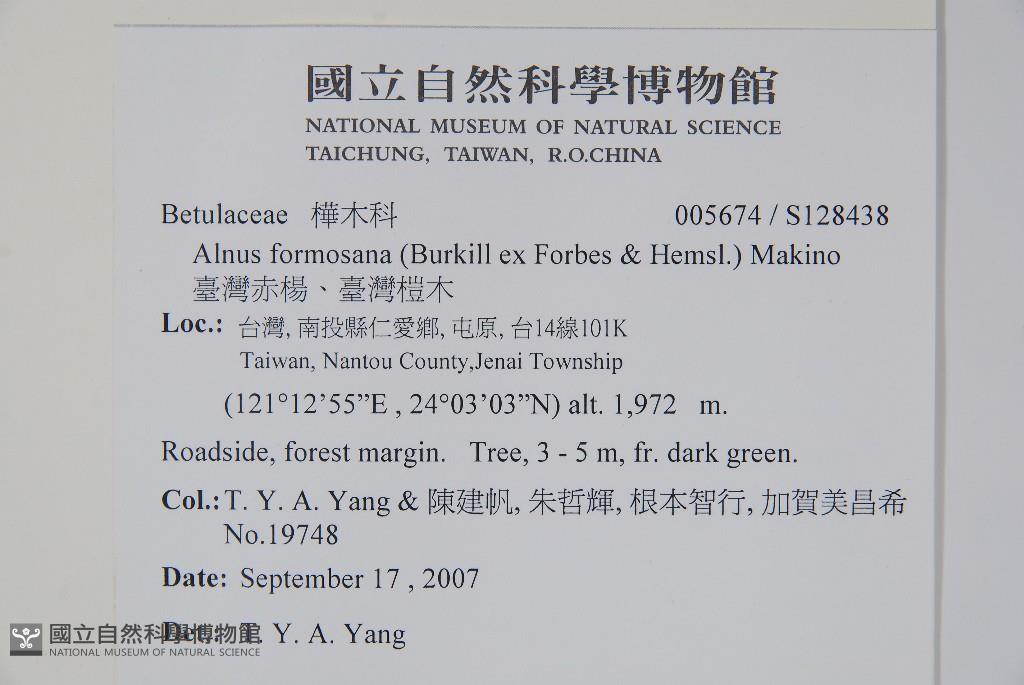 國立自然科學博物館
NATIONAL MUSEUM OF NATURAL SCIENCE
TAICHUNG, TAIWAN, R.O.CHINA
Betulaceae 樺木科 005674 / S128438
Alnus formosana (Burkill ex Forbes & Hemsl.) Makino
臺灣赤楊、臺灣榿木
Loc.: 台灣, 南投縣仁愛鄉, 屯原, 台14線101K
Taiwan, Nantou County,Jenai Township
(121°12’55”E , 24°03’03”N) alt. 1,972 m.
Roadside, forest margin. Tree, 3 - 5 m, fr. dark green.
Col.: T. Y. A. Yang & 陳建帆, 朱哲輝, 根本智行, 加賀美昌希
No.19748
Date: September 17 , 2007
Det.: T. Y. A. Yang
國立自然科學博物館
NATIONAL MUSEUM OF NATURAL SCIENCE